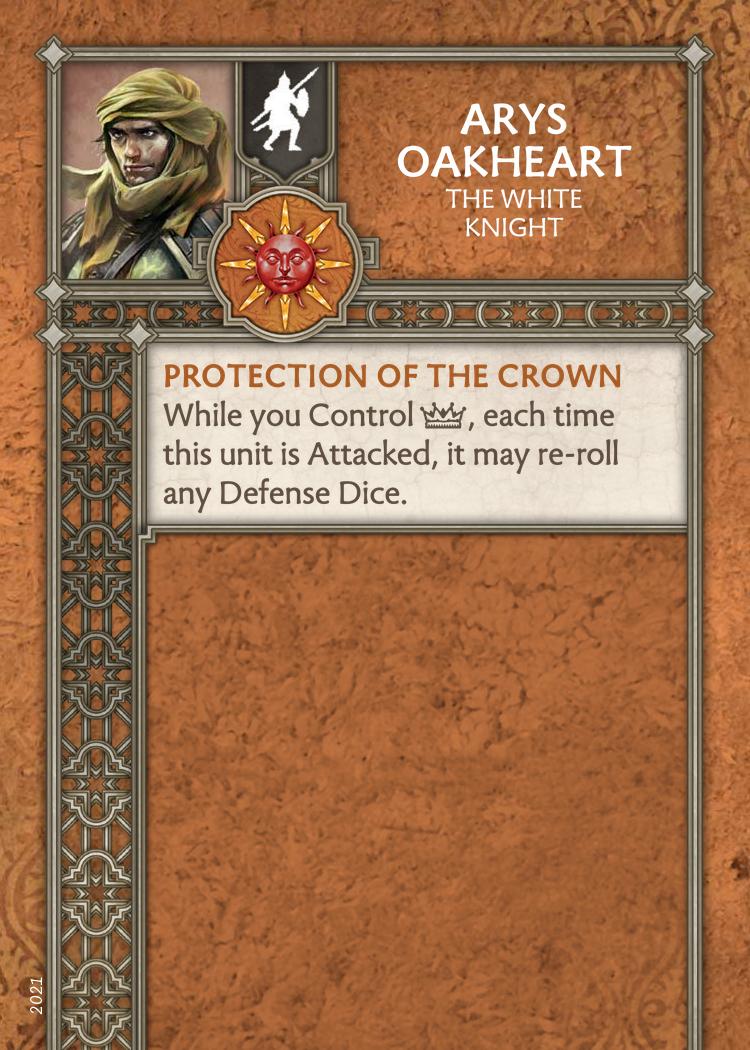 ARYS
OAKHEART
THE WHITE
KNIGHT
PROTECTION OF THE CROWN
While you Control , each time
this unit is Attacked, it may re-roll
any Defense Dice.
2021